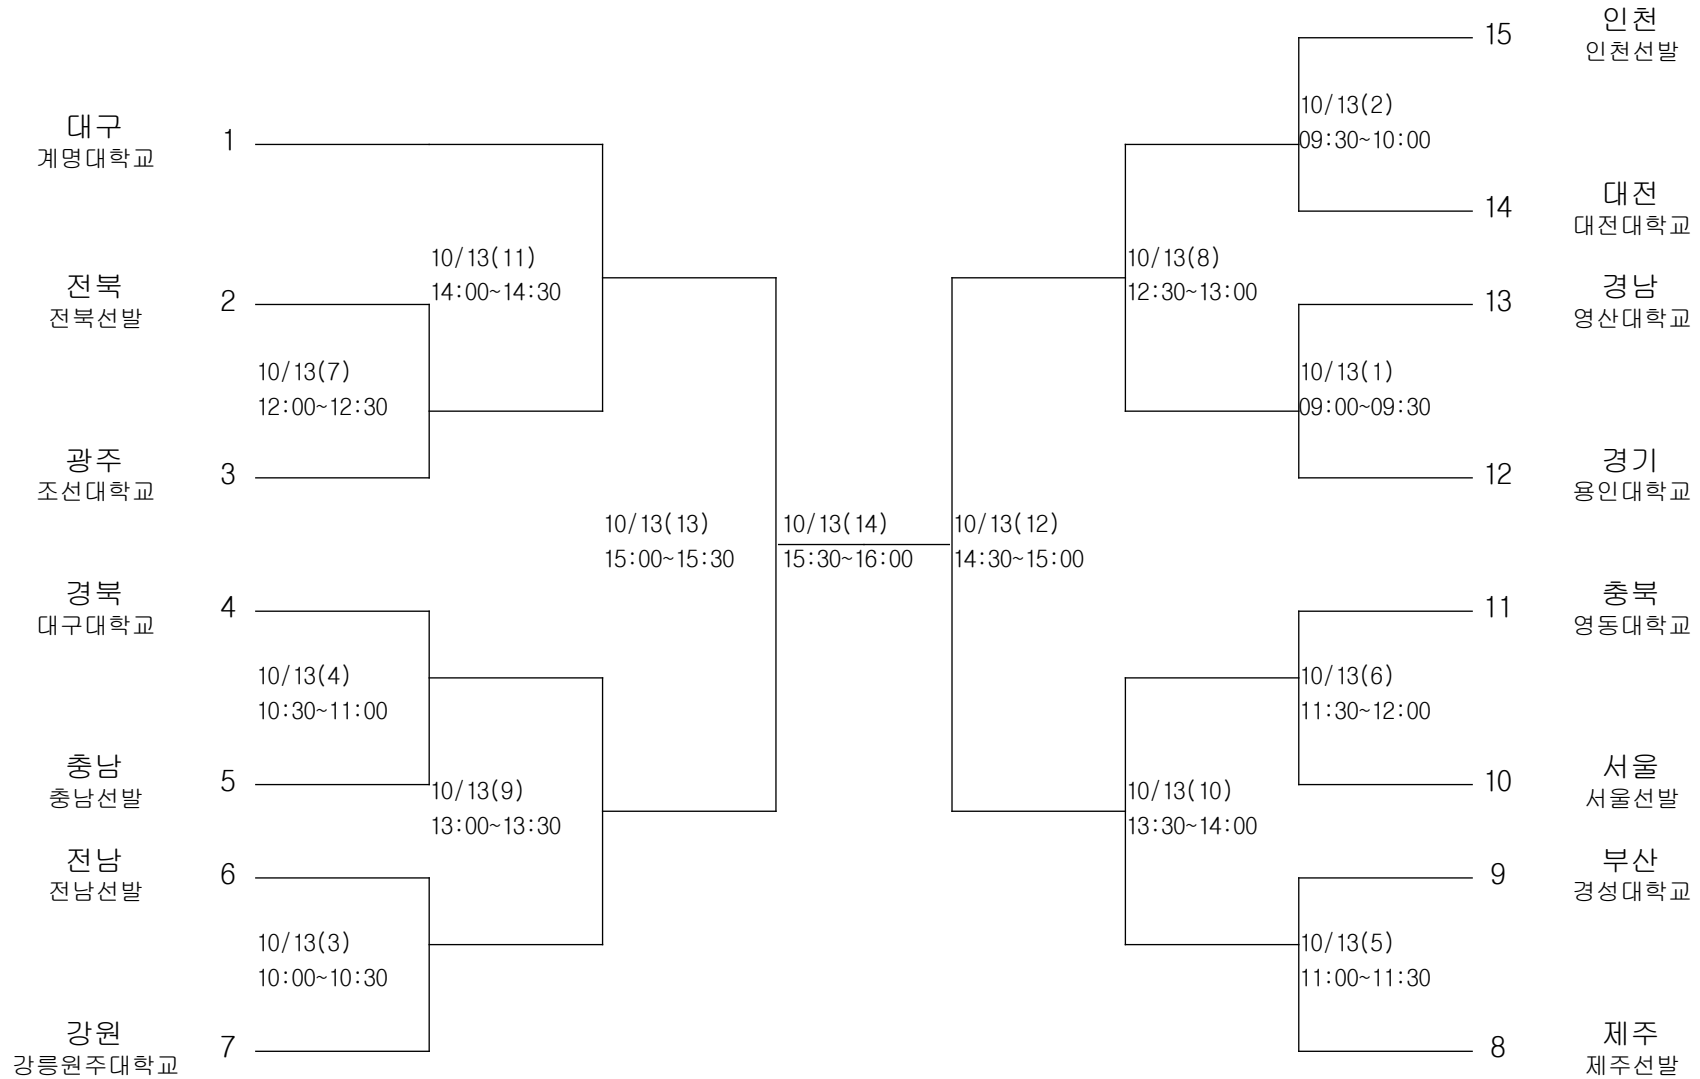 대구
계명대학교
1
전북
전북선발
2
10/13(11)
14:00~14:30
10/13(7)
12:00~12:30
광주
조선대학교
3
10/13(13)
15:00~15:30
경북
대구대학교
4
10/13(4)
10:30~11:00
충남
충남선발
5
10/13(9)
13:00~13:30
전남
전남선발
6
10/13(3)
10:00~10:30
강원
강릉원주대학교
7
10/13(14)
15:30~16:00
15
인천
인천선발
10/13(2)
09:30~10:00
14
대전
대전대학교
10/13(8)
12:30~13:00
13
경남
영산대학교
10/13(1)
09:00~09:30
12
경기
용인대학교
10/13(12)
14:30~15:00
11
충북
영동대학교
10/13(6)
11:30~12:00
10
서울
서울선발
10/13(10)
13:30~14:00
9
부산
경성대학교
10/13(5)
11:00~11:30
8
제주
제주선발